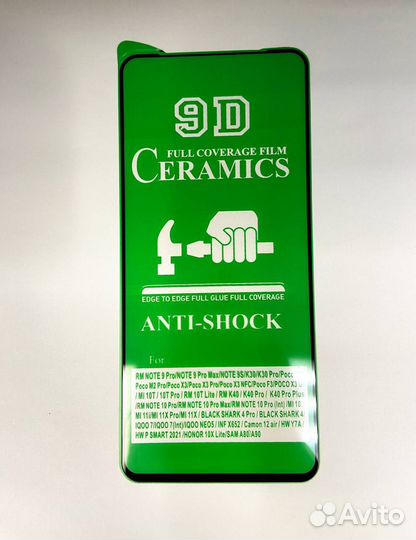 9D
FULL COVERAGE FILM
CERAMICS
EDGE TO EDGE FULL GLUE FULL COVERAGE
ANTI-SHOCK
For
RM NOTE 9 Pro/NOTE 9 Pro Max/NOTE 9S/K30/K30 Pro/Poco
Poco M2 Pro/Poco X3/Poco X3 Pro/Poco X3 NFC/Poco F3/POCO X3
/ MI 10T / 10T Pro / RM 10T Lite / RM K40 / K40 Pro / K40 Pro Plus
/RM NOTE 10 Pro/RM NOTE 10 Pro Max/RM NOTE 10 Pro (Int) /MI 10
MI 11i/MI 11X Pro/MI 11X / BLACK SHARK 4 Pro / BLACK SHARK 4
IQOO 7/IQOO 7(Int)/IQOO NEO5 / INF X652 / Camon 12 air / HW Y7A /
HW P SMART 2021 /HONOR 10X Lite/SAM A80/A90
Avito